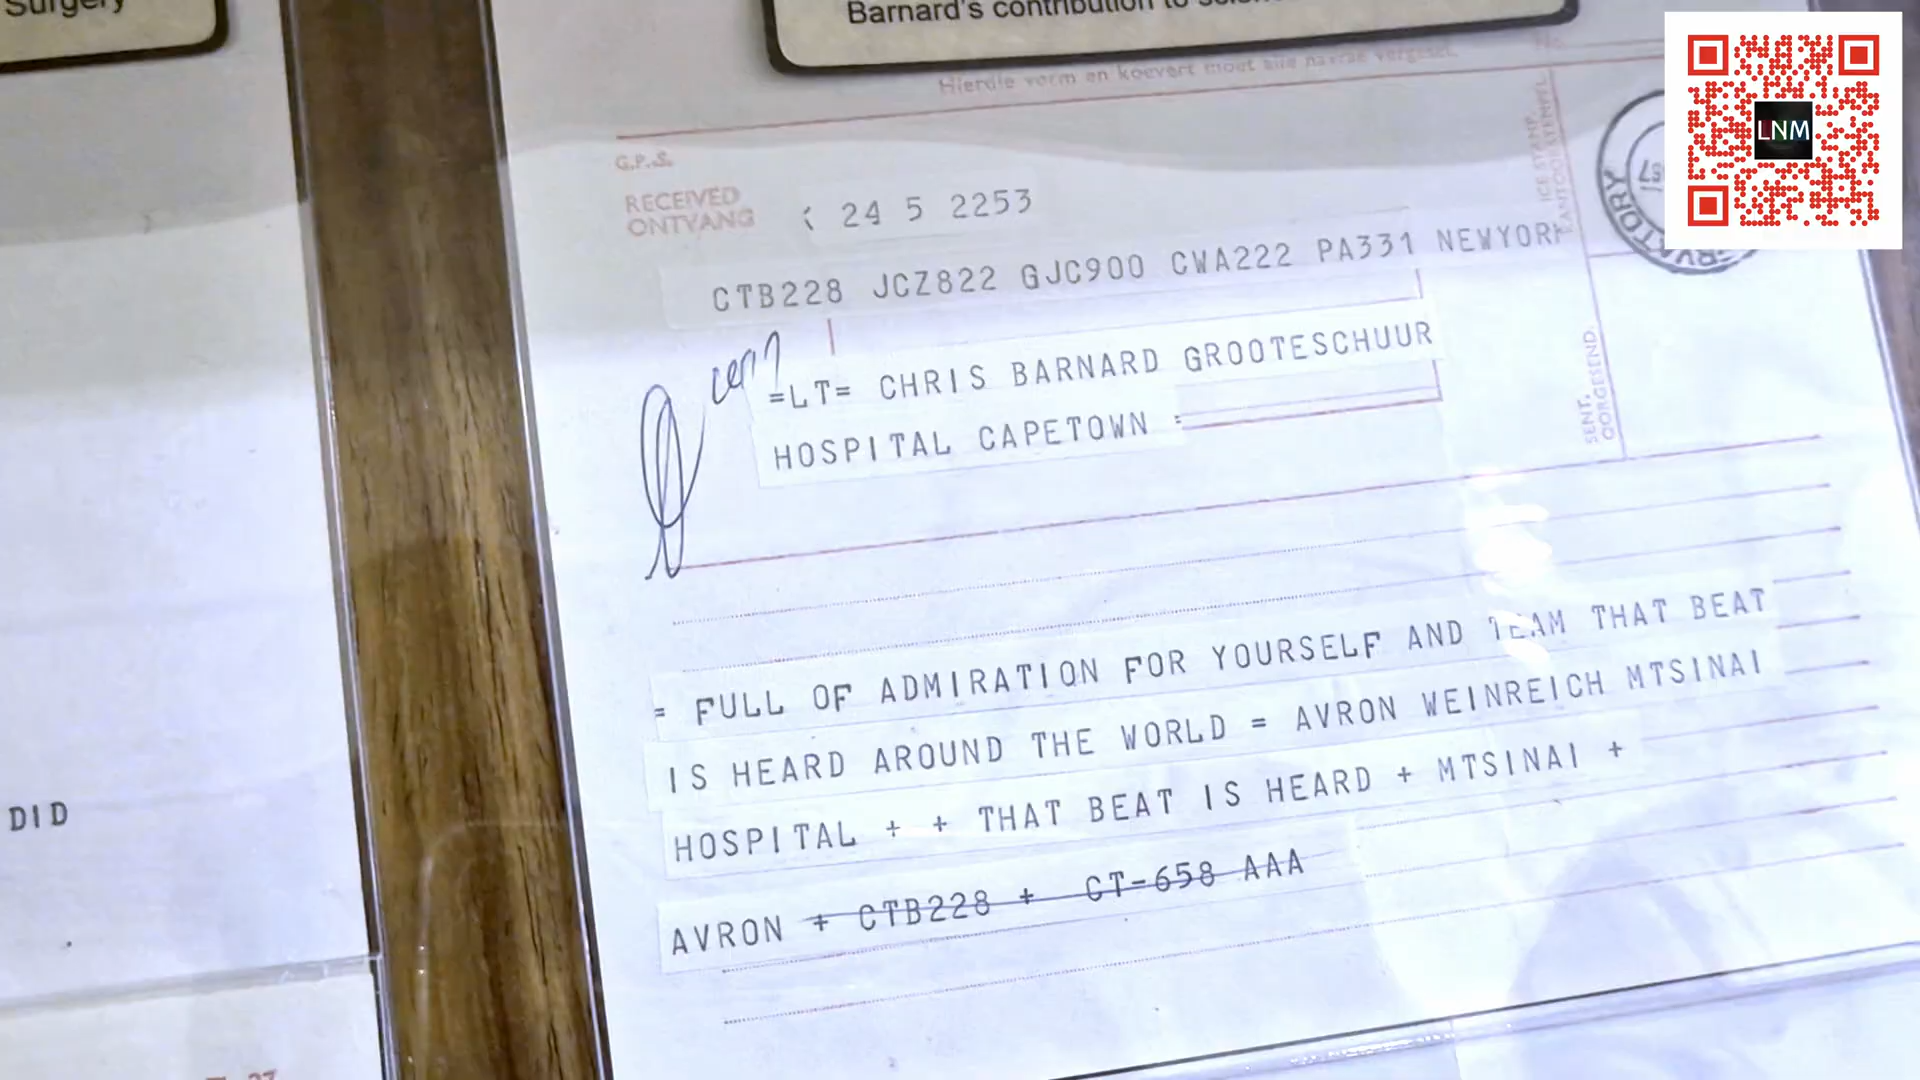 Surgery
Barnard's contribution to
Hierdie vorm en koevert moet alle navrae vergesel.
G.P.S.
RECEIVED
ONTVANG
24 5 2253
CTB228 JCZ822 GJC900 CWA222 PA331 NEWYORK
=LT= CHRIS BARNARD GROOTESCHUUR
HOSPITAL CAPETOWN =
SENT.
= FULL OF ADMIRATION FOR YOURSELF AND TEAM THAT BEAT
IS HEARD AROUND THE WORLD = AVRON WEINREICH MTSINAI
HOSPITAL + + THAT BEAT IS HEARD + MTSINAI +
AVRON + CTB228 + CT-658 AAA
DID
LNM